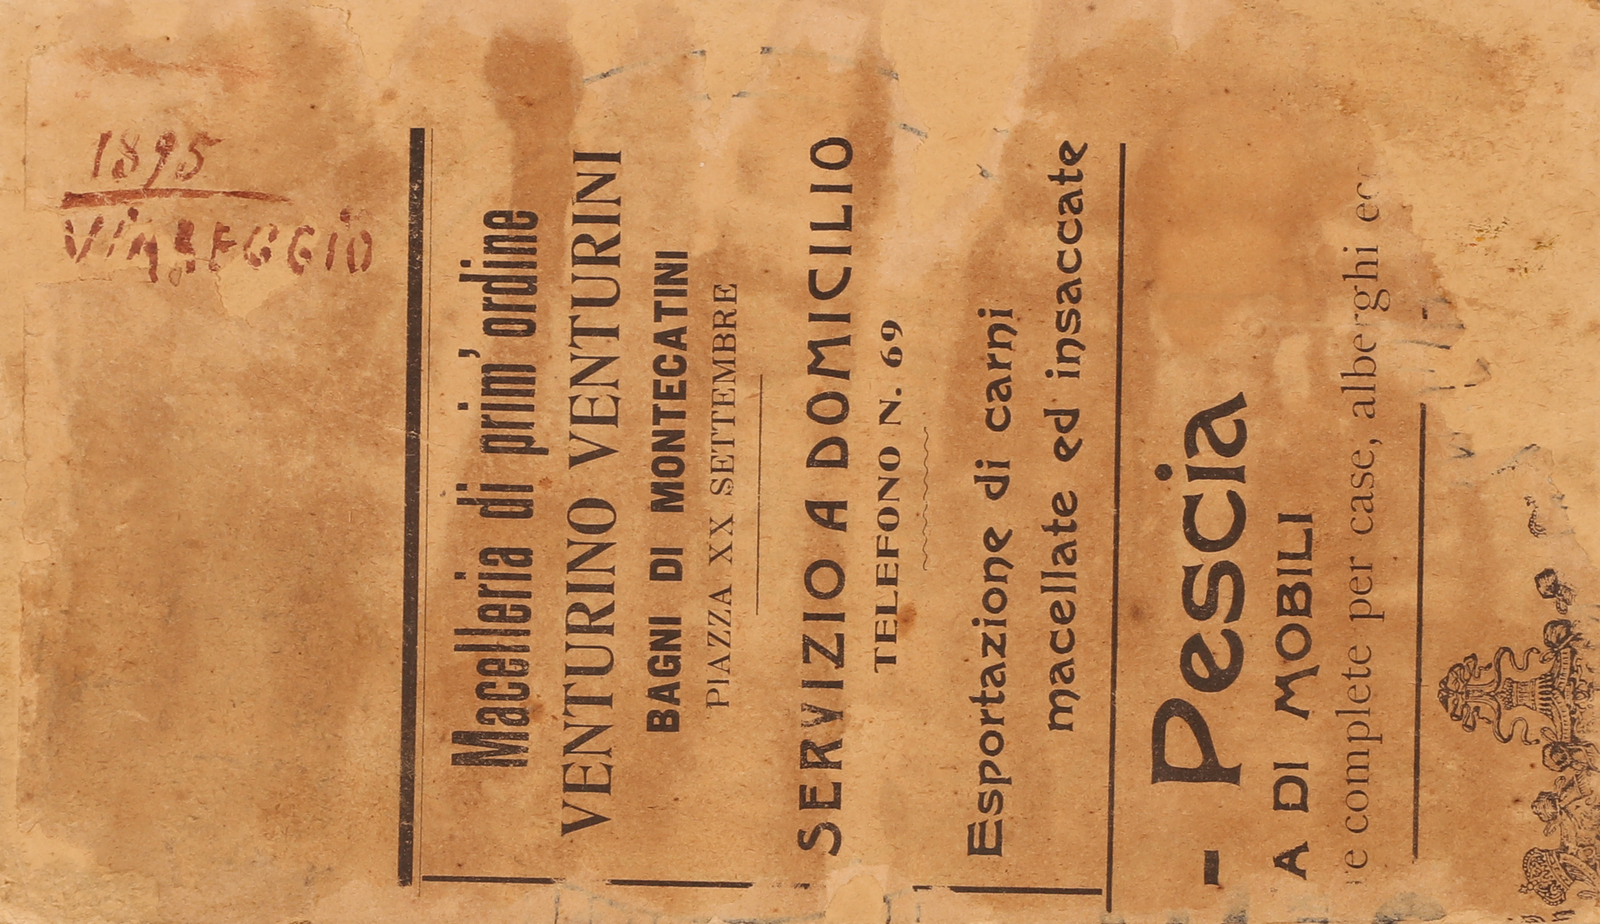 1895
VIAREGGIO
Macelleria di prim' ordine
VENTURINO VENTURINI
BAGNI DI MONTECATINI
PIAZZA XX SETTEMBRE
SERVIZIO A DOMICILIO
TELEFONO N. 69
Esportazione di carni
macellate ed insaccate
- Pescia
A DI MOBILI
e complete per case, alberghi ecc